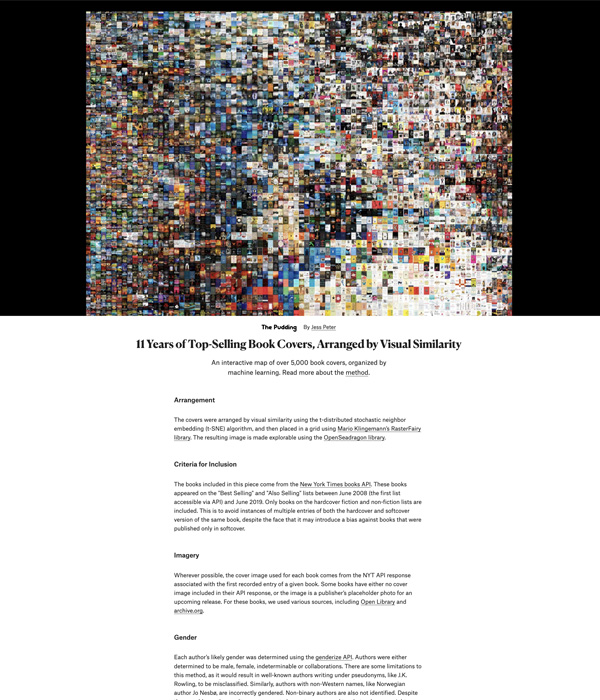 The Pudding By Jess Peter
11 Years of Top-Selling Book Covers, Arranged by Visual Similarity
An interactive map of over 5,000 book covers, organized by
machine learning. Read more about the method.
Arrangement
The covers were arranged by visual similarity using the t-distributed stochastic neighbor
embedding (t-SNE) algorithm, and then placed in a grid using Mario Klingemann's RasterFairy
library. The resulting image is made explorable using the OpenSeadragon library.
Criteria for Inclusion
The books included in this piece come from the New York Times books API. These books
appeared on the "Best Selling" and "Also Selling" lists between June 2008 (the first list
accessible via API) and June 2019. Only books on the hardcover fiction and non-fiction lists are
included. This is to avoid instances of multiple entries of both the hardcover and softcover
version of the same book, despite the face that it may introduce a bias against books that were
published only in softcover.
Imagery
Wherever possible, the cover image used for each book comes from the NYT API response
associated with the first recorded entry of a given book. Some books have either no cover
image included in their API response, or the image is a publisher's placeholder photo for an
upcoming release. For these books, we used various sources, including Open Library and
archive.org.
Gender
Each author's likely gender was determined using the genderize API. Authors were either
determined to be male, female, indeterminable or collaborations. There are some limitations to
this method, as it would result in well-known authors writing under pseudonyms, like J.K.
Rowling, to be misclassified. Similarly, authors with non-Western names, like Norwegian
author Jo Nesbø, are incorrectly gendered. Non-binary authors are also not identified. Despite